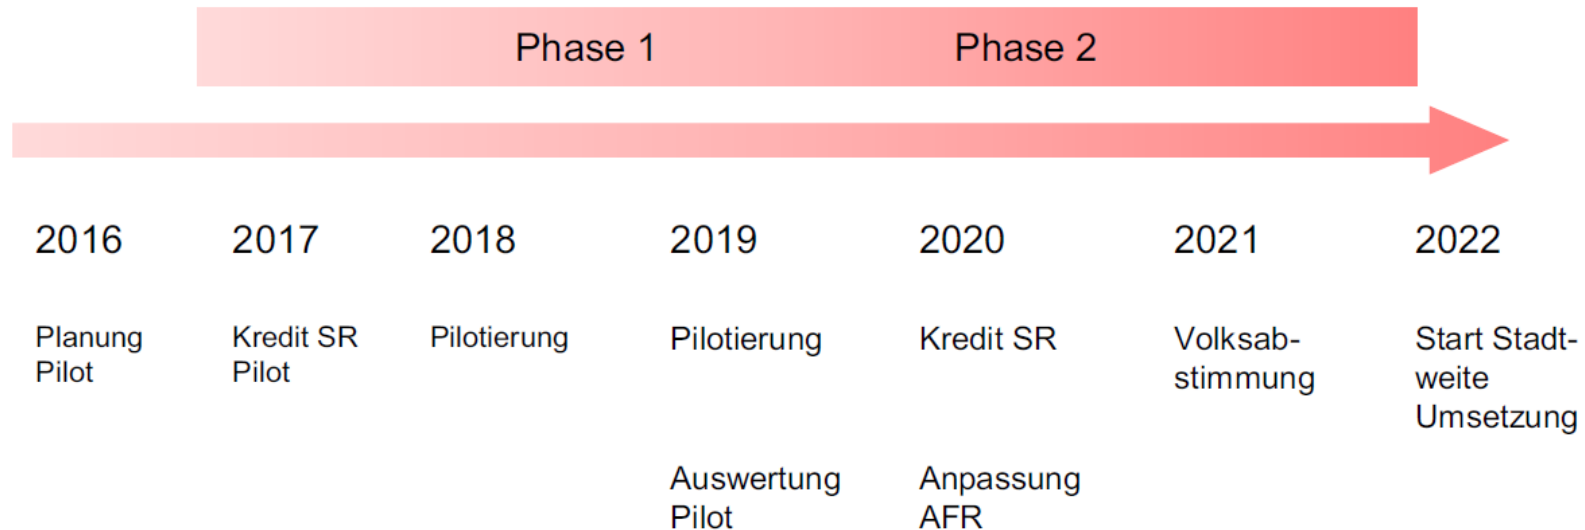 Phase 1 Phase 2
2016 2017 2018 2019 2020 2021 2022
Planung Kredit SR Pilotierung Pilotierung Kredit SR Volksab- Start Stadt-
Pilot Pilot stimmung weite
Umsetzung
Auswertung Anpassung
Pilot AFR